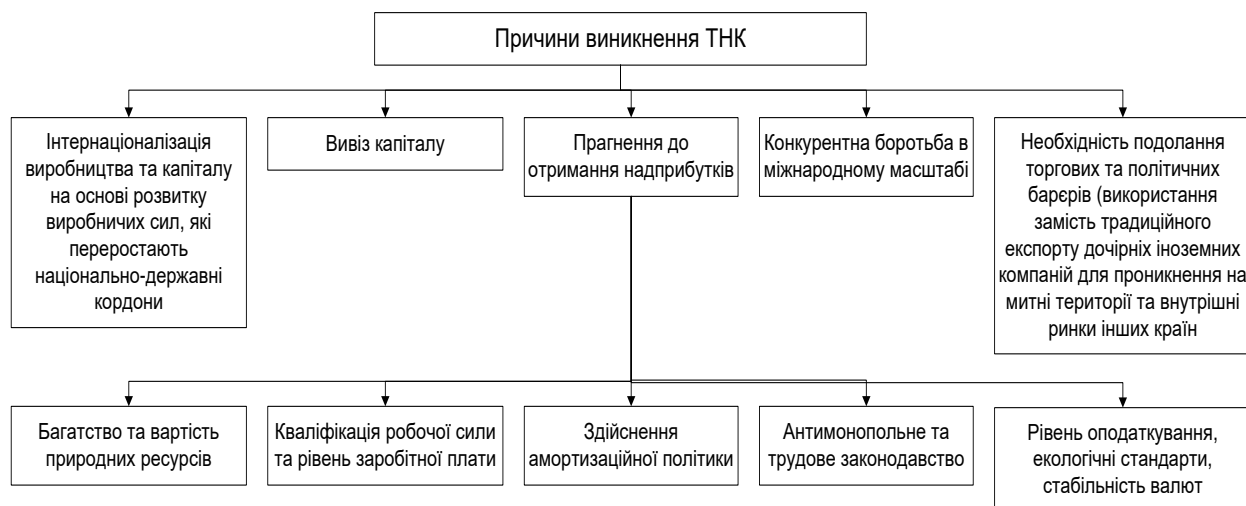 Причини виникнення ТНК
Інтернаціоналізація
виробництва та капіталу
на основі розвитку
виробничих сил, які
переростають
національно-державні
кордони
Вивіз капіталу
Прагнення до
отримання надприбутків
Конкурентна боротьба в
міжнародному масштабі
Необхідність подолання
торгових та політичних
барєрів (використання
замість традиційного
експорту дочірніх іноземних
компаній для проникнення на
митні території та внутрішні
ринки інших країн
Багатство та вартість
природних ресурсів
Кваліфікація робочої сили
та рівень заробітної плати
Здійснення
амортизаційної політики
Антимонопольне та
трудове законодавство
Рівень оподаткування,
екологічні стандарти,
стабільність валют